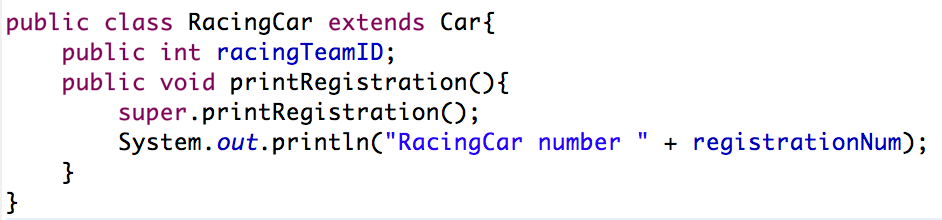 public class RacingCar extends Car{
    public int racingTeamID;
    public void printRegistration(){
        super.printRegistration();
        System.out.println("RacingCar number " + registrationNum);
    }
}